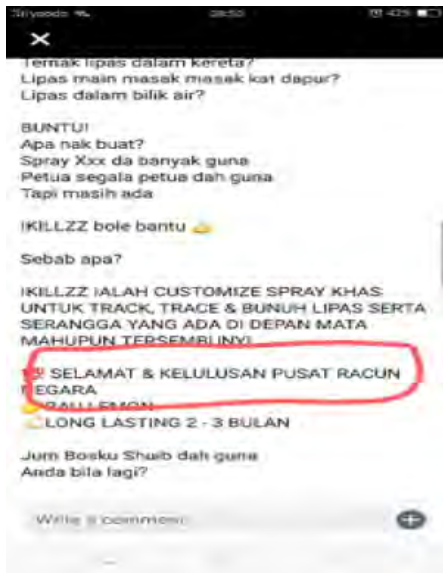 42%
Ternak lipas dalam kereta?
Lipas main masak masak kat dapur?
Lipas dalam bilik air?
BUNTU!
Apa nak buat?
Spray Xxx da banyak guna
Petua segala petua dah guna
Tapi masih ada
IKILLZZ bole bantu
Sebab apa?
IKILLZZ IALAH CUSTOMIZE SPRAY KHAS
UNTUK TRACK, TRACE & BUNUH LIPAS SERTA
SERANGGA YANG ADA DI DEPAN MATA
MAHUPUN TERSEMBUNYI
SELAMAT & KELULUSAN PUSAT RACUN
NEGARA
BAU LEMON
LONG LASTING 2 - 3 BULAN
Jum Bosku Shuib dah guna
Anda bila lagi?
Write a comment